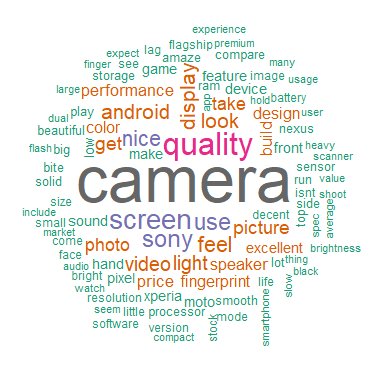 experience
flagship premium
expect lag amaze compare
finger see game many
storage ram feature image usage
large performance app hold device battery
dual play android display take design user
beautiful color look build nexus
flash big low get nice quality front heavy
bite make scanner
solid camera sensor
run value
size isnt shoot
include screen use decent top side
small sound sony picture spec average
market
come photo feel excellent brightness
face hand video light speaker lot thing
audio
bright pixel price fingerprint life black
watch
resolution xperia moto smooth slow
seem little processor stock mode smartphone
software version
compact